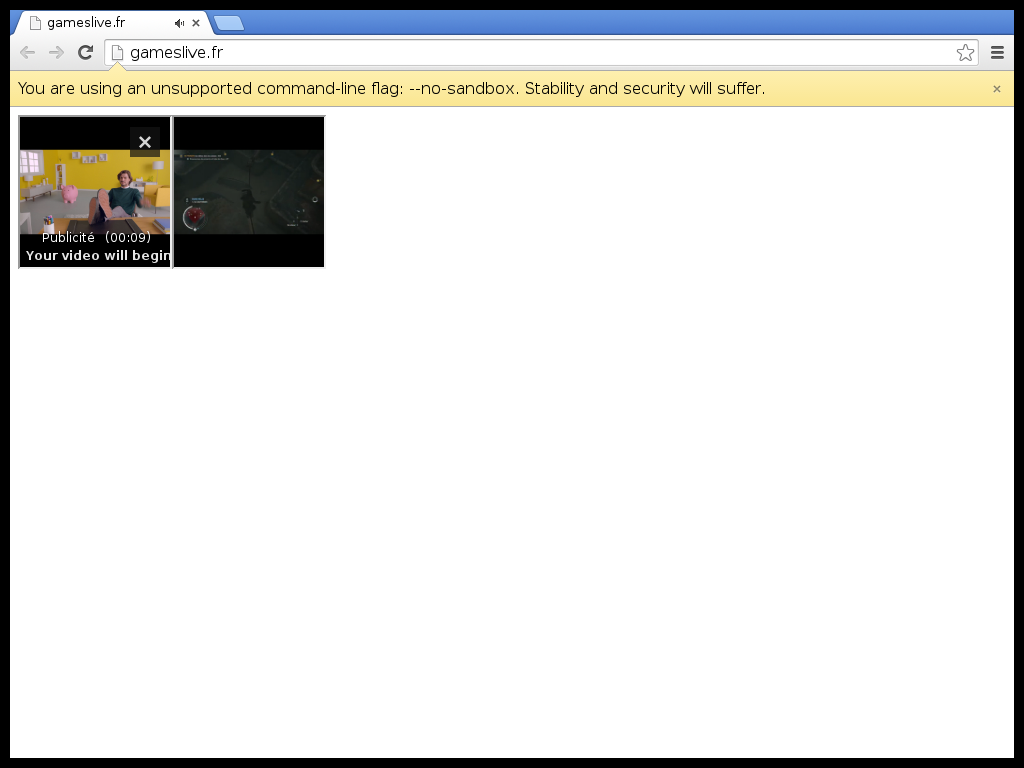 gameslive.fr
gameslive.fr
You are using an unsupported command-line flag: --no-sandbox. Stability and security will suffer.
Publicité (00:09)
Your video will begin